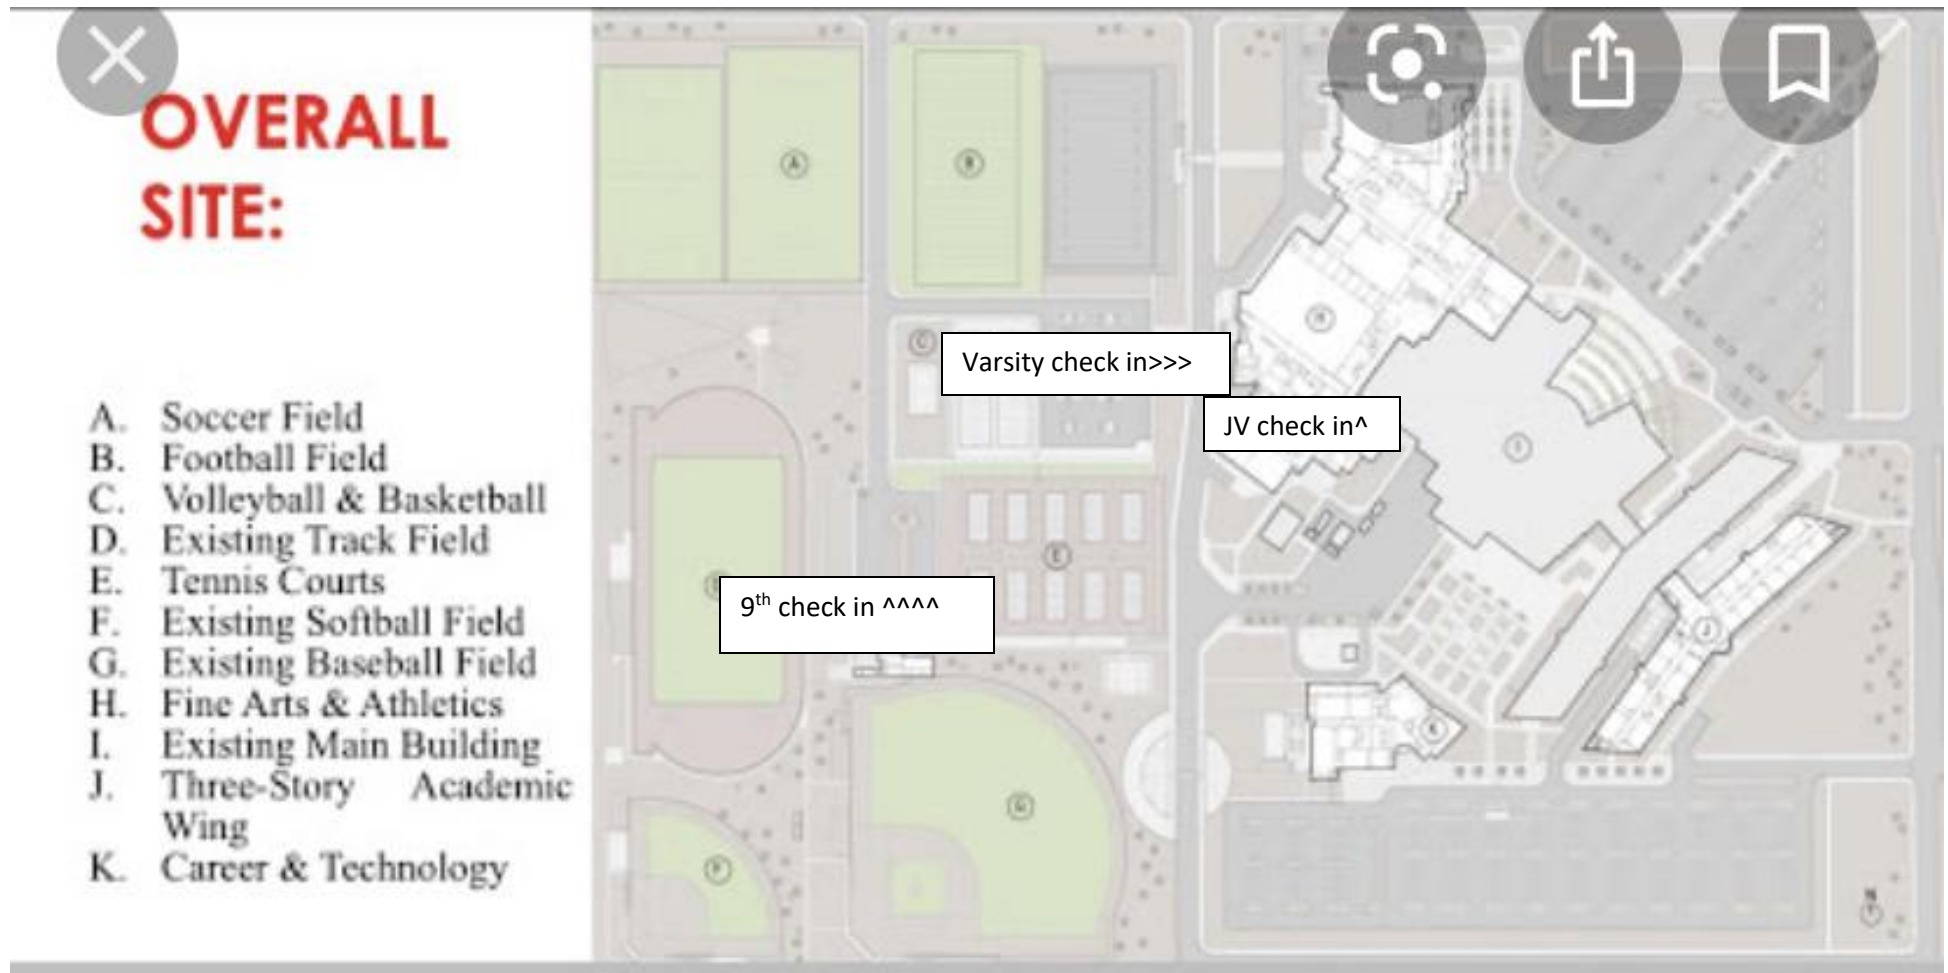 OVERALL
SITE:
A. Soccer Field
B. Football Field
C. Volleyball & Basketball
D. Existing Track Field
E. Tennis Courts
F. Existing Softball Field
G. Existing Baseball Field
H. Fine Arts & Athletics
I. Existing Main Building
J. Three-Story Academic
Wing
K. Career & Technology
A
B
H
C
Varsity check in>>>
JV check in^
I
E
9th check in ^^^^
J
K
G
F
N